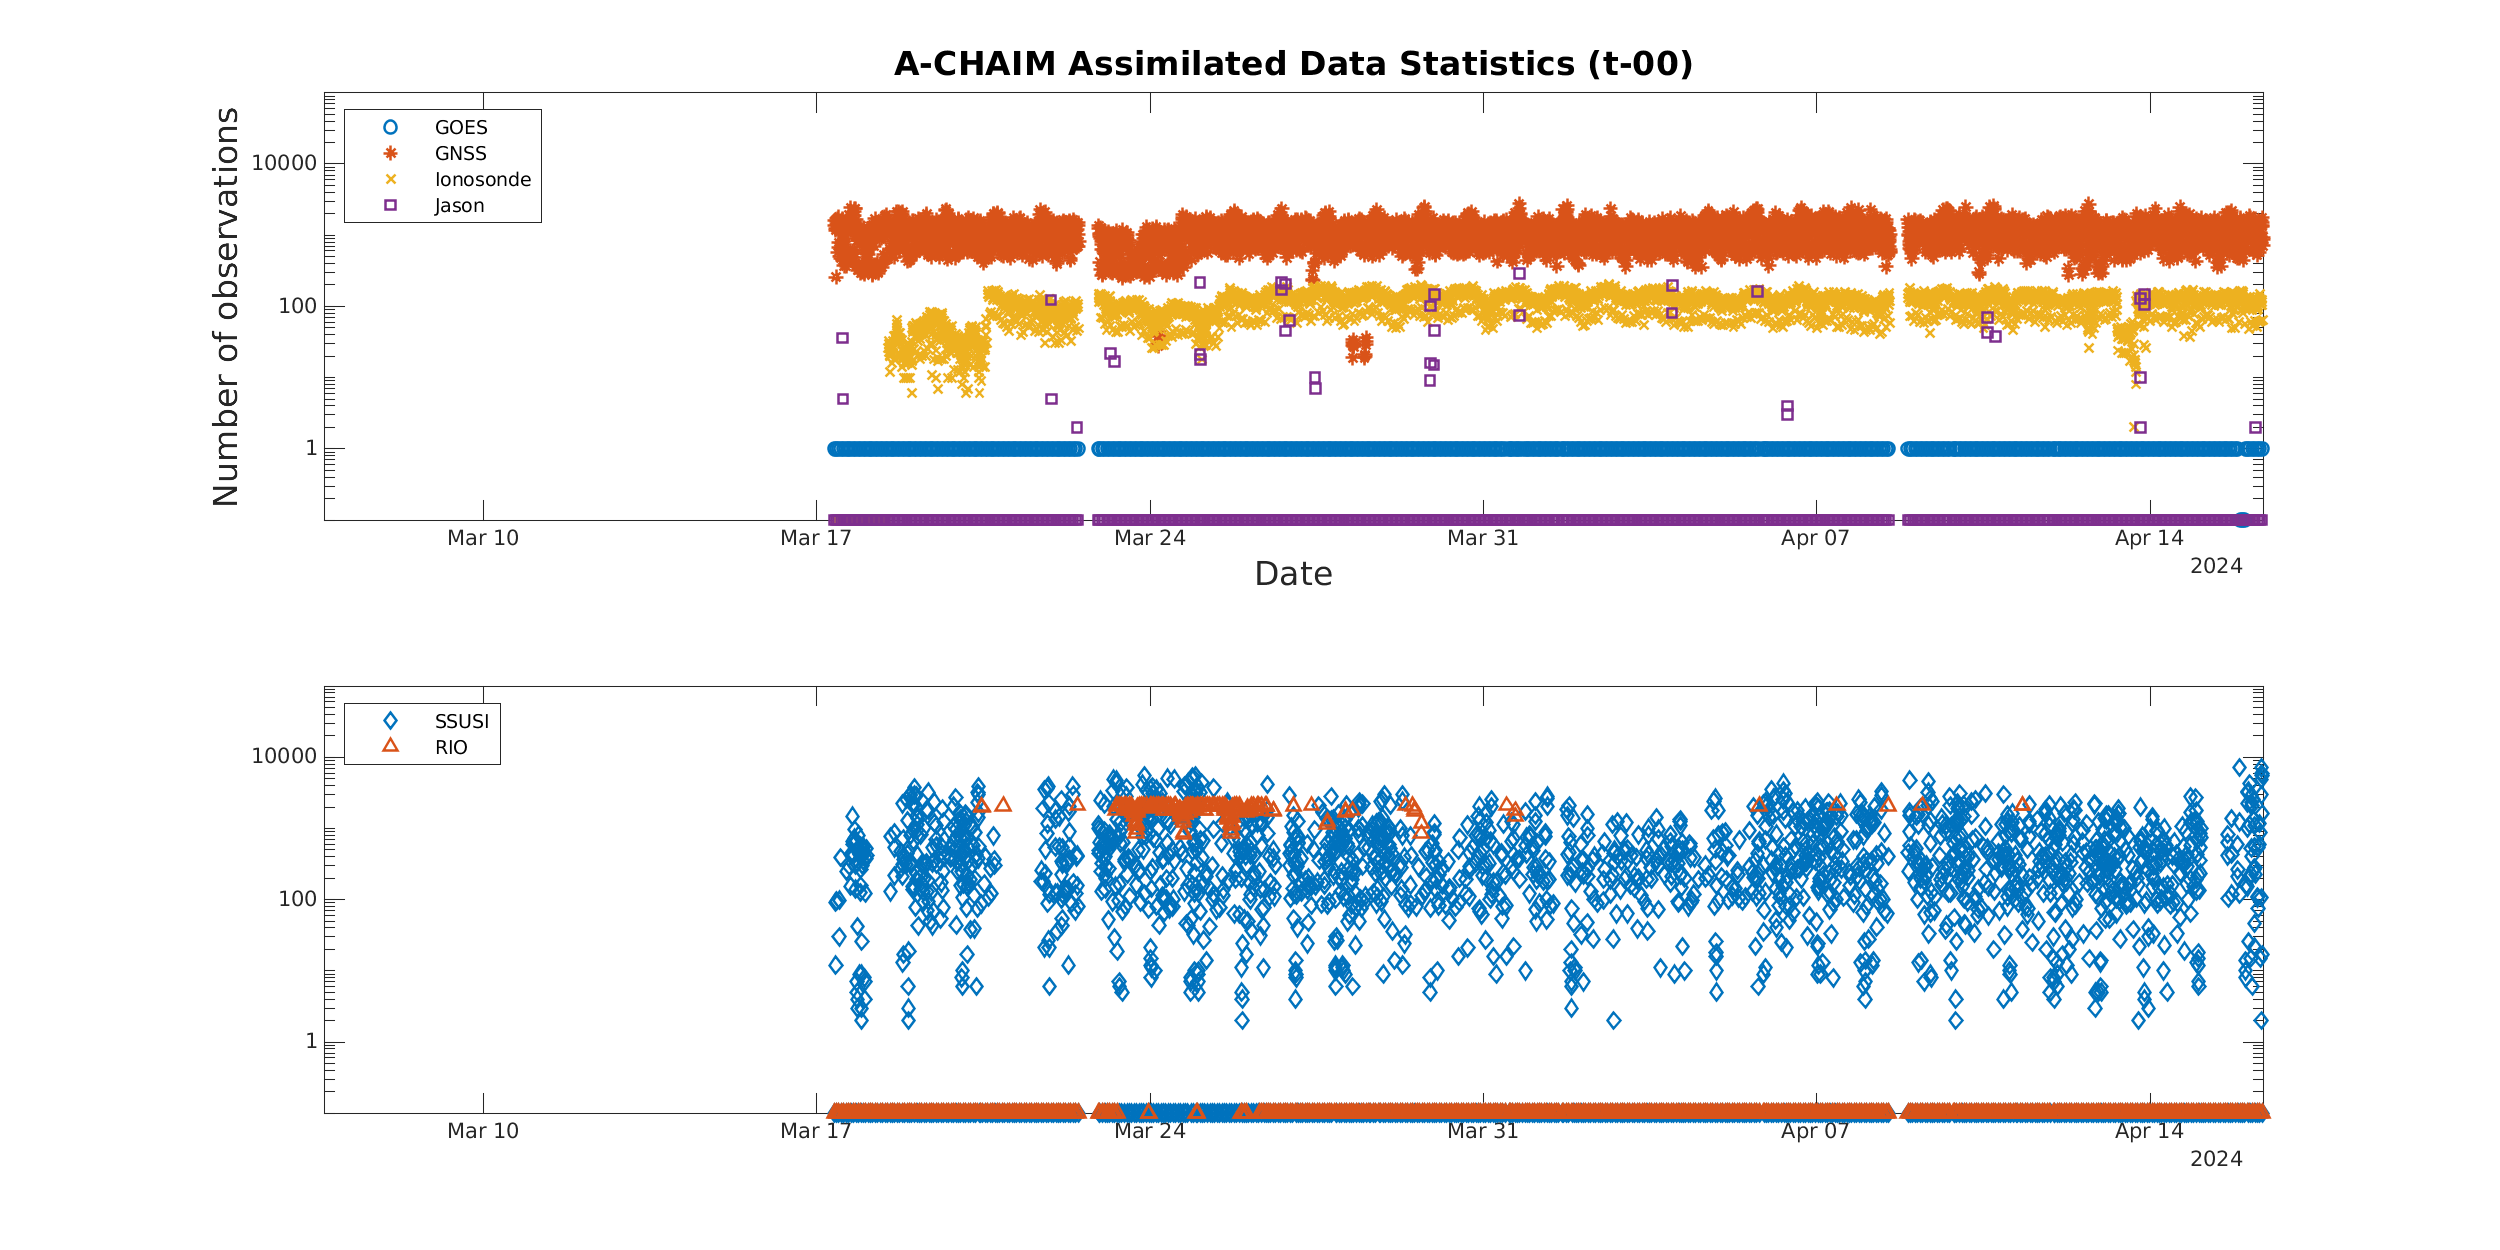 A-CHAIM Assimilated Data Statistics (t-00)
Number of observations
10000
100
1
GOES
GNSS
Ionosonde
Jason
Mar 10 Mar 17 Mar 24 Mar 31 Apr 07 Apr 14
2024
Date
10000
100
1
SSUSI
RIO
Mar 10 Mar 17 Mar 24 Mar 31 Apr 07 Apr 14
2024